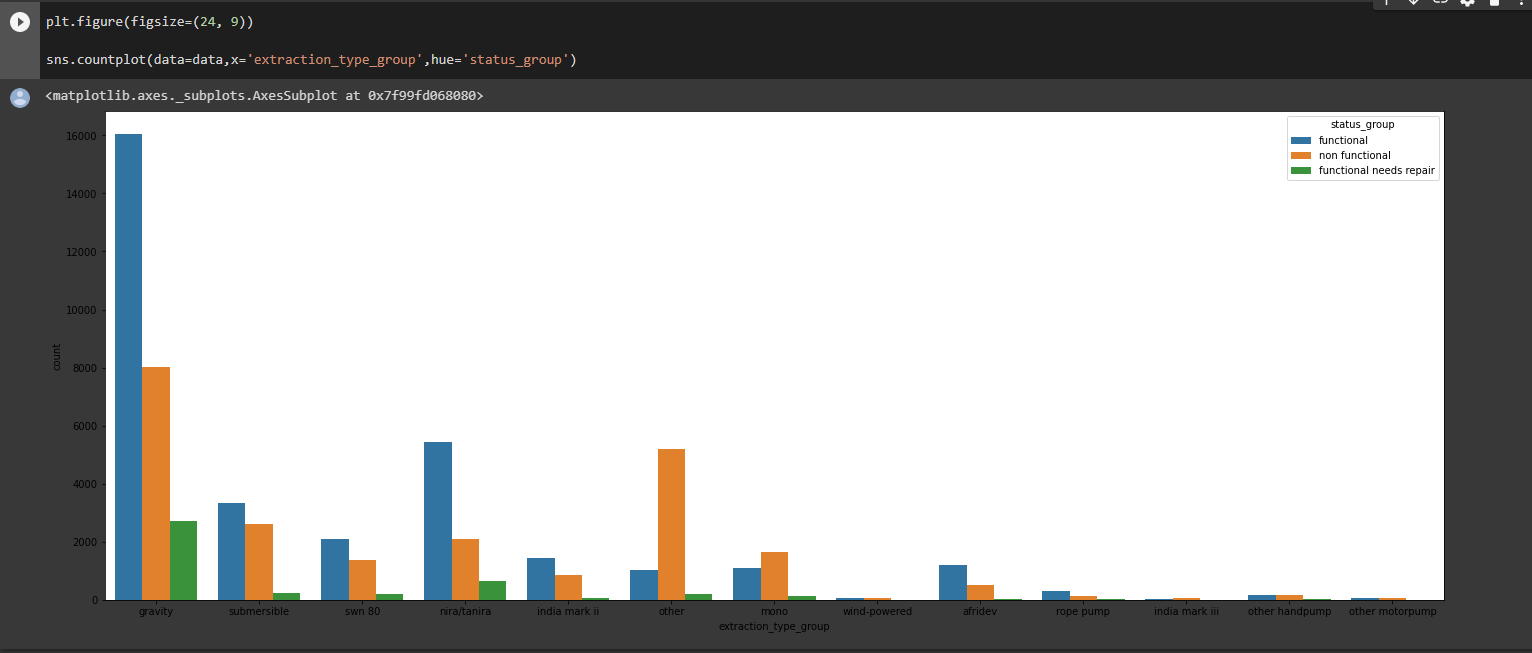 plt.figure(figsize=(24, 9))
sns.countplot(data=data,x='extraction_type_group',hue='status_group')
<matplotlib.axes._subplots.AxesSubplot at 0x7f99fd068080>
status_group
functional
non functional
functional needs repair
16000
14000
12000
10000
8000
6000
4000
2000
0
count
gravity submersible swn 80 nira/tanira india mark ii other mono wind-powered afridev rope pump india mark iii other handpump other motorpump
extraction_type_group